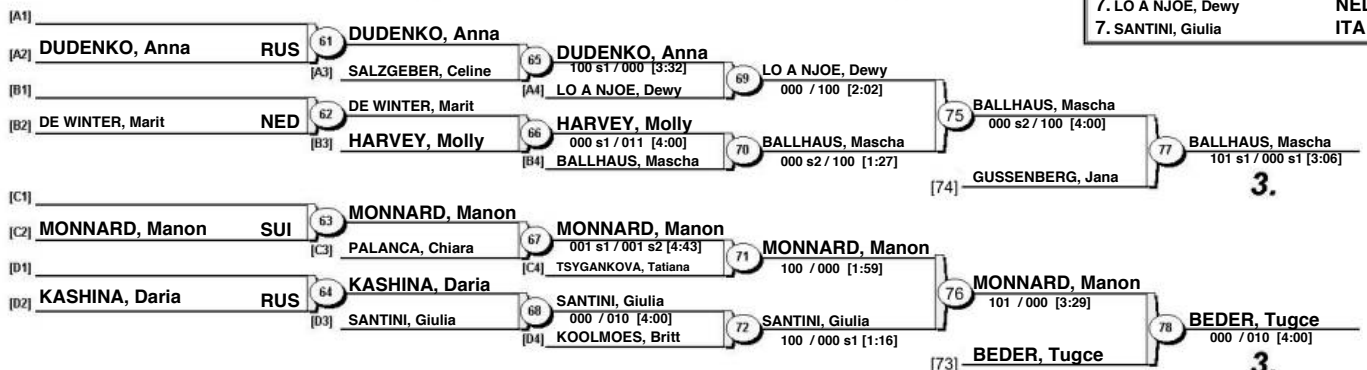 7. LO A NJOE, Dewy NED
7. SANTINI, Giulia ITA
[A1]
[A2] DUDENKO, Anna RUS
61 DUDENKO, Anna
[A3] SALZGEBER, Celine
65 DUDENKO, Anna
100 s1 / 000 [3:32]
[A4] LO A NJOE, Dewy
69 LO A NJOE, Dewy
000 / 100 [2:02]
[B1]
[B2] DE WINTER, Marit NED
62 DE WINTER, Marit
[B3] HARVEY, Molly
66 HARVEY, Molly
000 s1 / 011 [4:00]
[B4] BALLHAUS, Mascha
70 BALLHAUS, Mascha
000 s2 / 100 [1:27]
75 BALLHAUS, Mascha
000 s2 / 100 [4:00]
[74] GUSSENBERG, Jana
77 BALLHAUS, Mascha
101 s1 / 000 s1 [3:06]
3.
[C1]
[C2] MONNARD, Manon SUI
63 MONNARD, Manon
[C3] PALANCA, Chiara
67 MONNARD, Manon
001 s1 / 001 s2 [4:43]
[C4] TSYGANKOVA, Tatiana
71 MONNARD, Manon
100 / 000 [1:59]
[D1]
[D2] KASHINA, Daria RUS
64 KASHINA, Daria
[D3] SANTINI, Giulia
68 SANTINI, Giulia
000 / 010 [4:00]
[D4] KOOLMOES, Britt
72 SANTINI, Giulia
100 / 000 s1 [1:16]
76 MONNARD, Manon
101 / 000 [3:29]
[73] BEDER, Tugce
78 BEDER, Tugce
000 / 010 [4:00]
3.